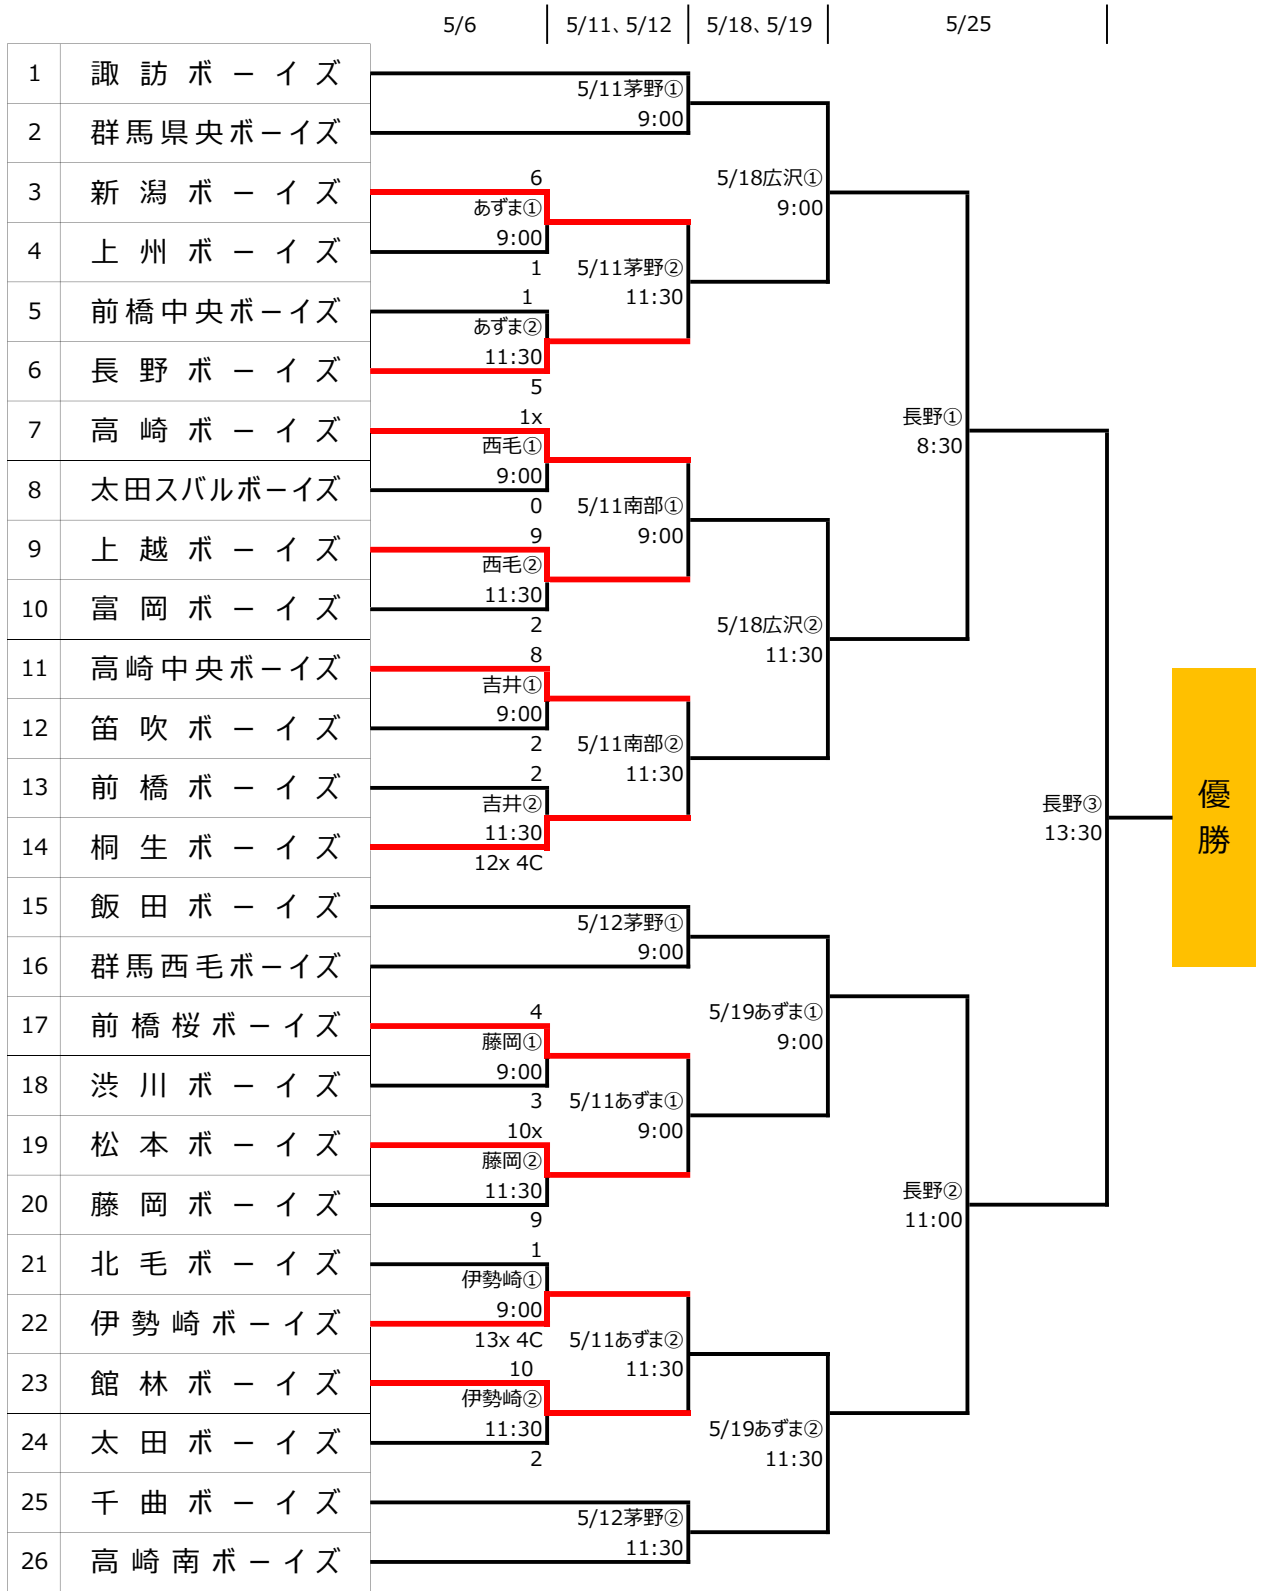 5/6 5/11、5/12 5/18、5/19 5/25
1 諏訪ボーイズ
5/11茅野①
9:00
2 群馬県央ボーイズ
3 新潟ボーイズ
6
あずま①
9:00
4 上州ボーイズ
1
5/18広沢①
9:00
5/11茅野②
11:30
5 前橋中央ボーイズ
1
あずま②
11:30
6 長野ボーイズ
5
7 高崎ボーイズ
1x
西毛①
9:00
8 太田スバルボーイズ
0
長野①
8:30
5/11南部①
9:00
9 上越ボーイズ
9
西毛②
11:30
10 富岡ボーイズ
2
5/18広沢②
11:30
11 高崎中央ボーイズ
8
吉井①
9:00
12 笛吹ボーイズ
2
5/11南部②
11:30
13 前橋ボーイズ
2
吉井②
11:30
14 桐生ボーイズ
12x 4C
長野③
13:30
優
勝
15 飯田ボーイズ
5/12茅野①
9:00
16 群馬西毛ボーイズ
17 前橋桜ボーイズ
4
藤岡①
9:00
18 渋川ボーイズ
3
5/19あずま①
9:00
5/11あずま①
9:00
19 松本ボーイズ
10x
藤岡②
11:30
20 藤岡ボーイズ
9
長野②
11:00
21 北毛ボーイズ
1
伊勢崎①
9:00
22 伊勢崎ボーイズ
13x 4C
5/11あずま②
11:30
23 館林ボーイズ
10
伊勢崎②
11:30
24 太田ボーイズ
2
5/19あずま②
11:30
25 千曲ボーイズ
5/12茅野②
11:30
26 高崎南ボーイズ